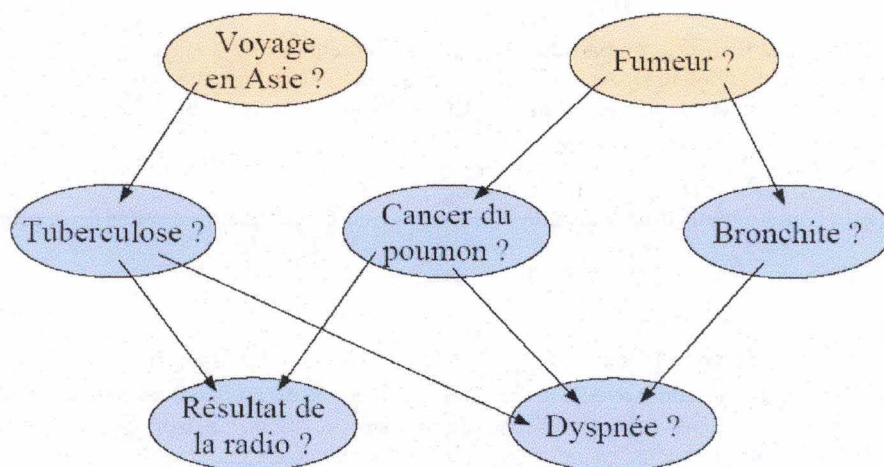 Voyage
en Asie ?
Fumeur ?
Tuberculose ?
Cancer du
poumon ?
Bronchite ?
Résultat de
la radio ?
Dyspnée ?